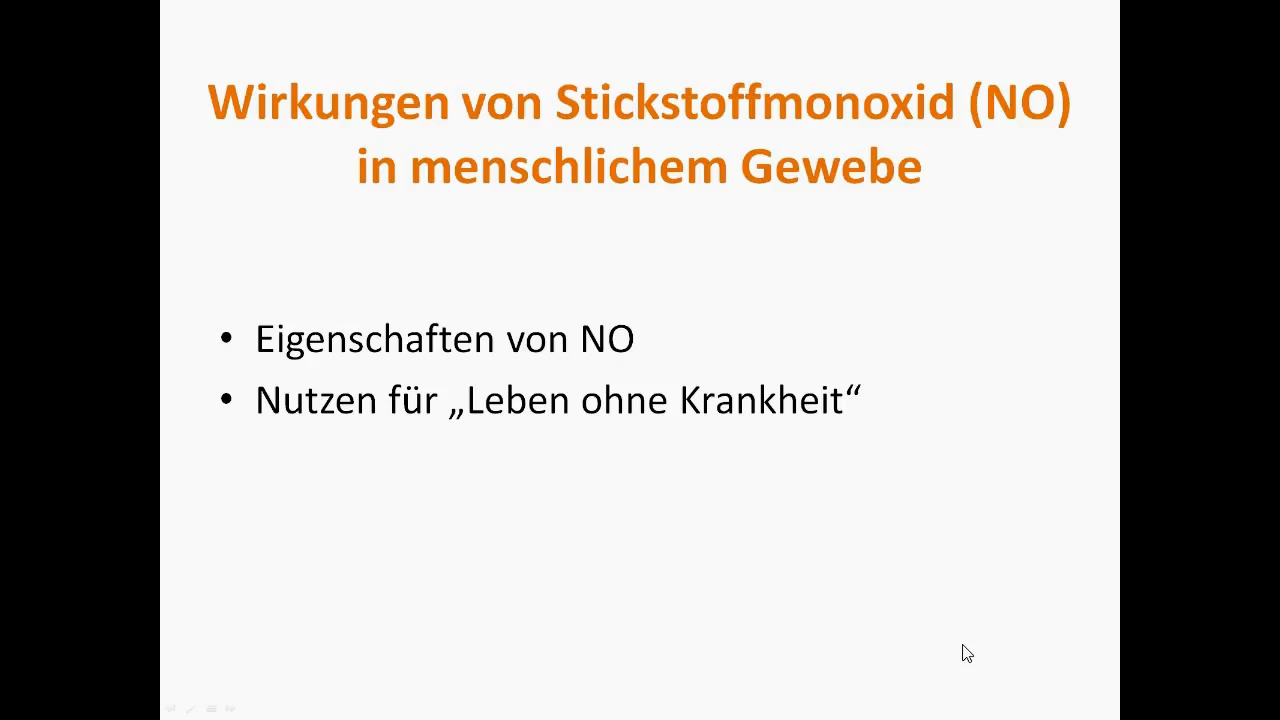 Wirkungen von Stickstoffmonoxid (NO)
in menschlichem Gewebe
• Eigenschaften von NO
• Nutzen für „Leben ohne Krankheit“